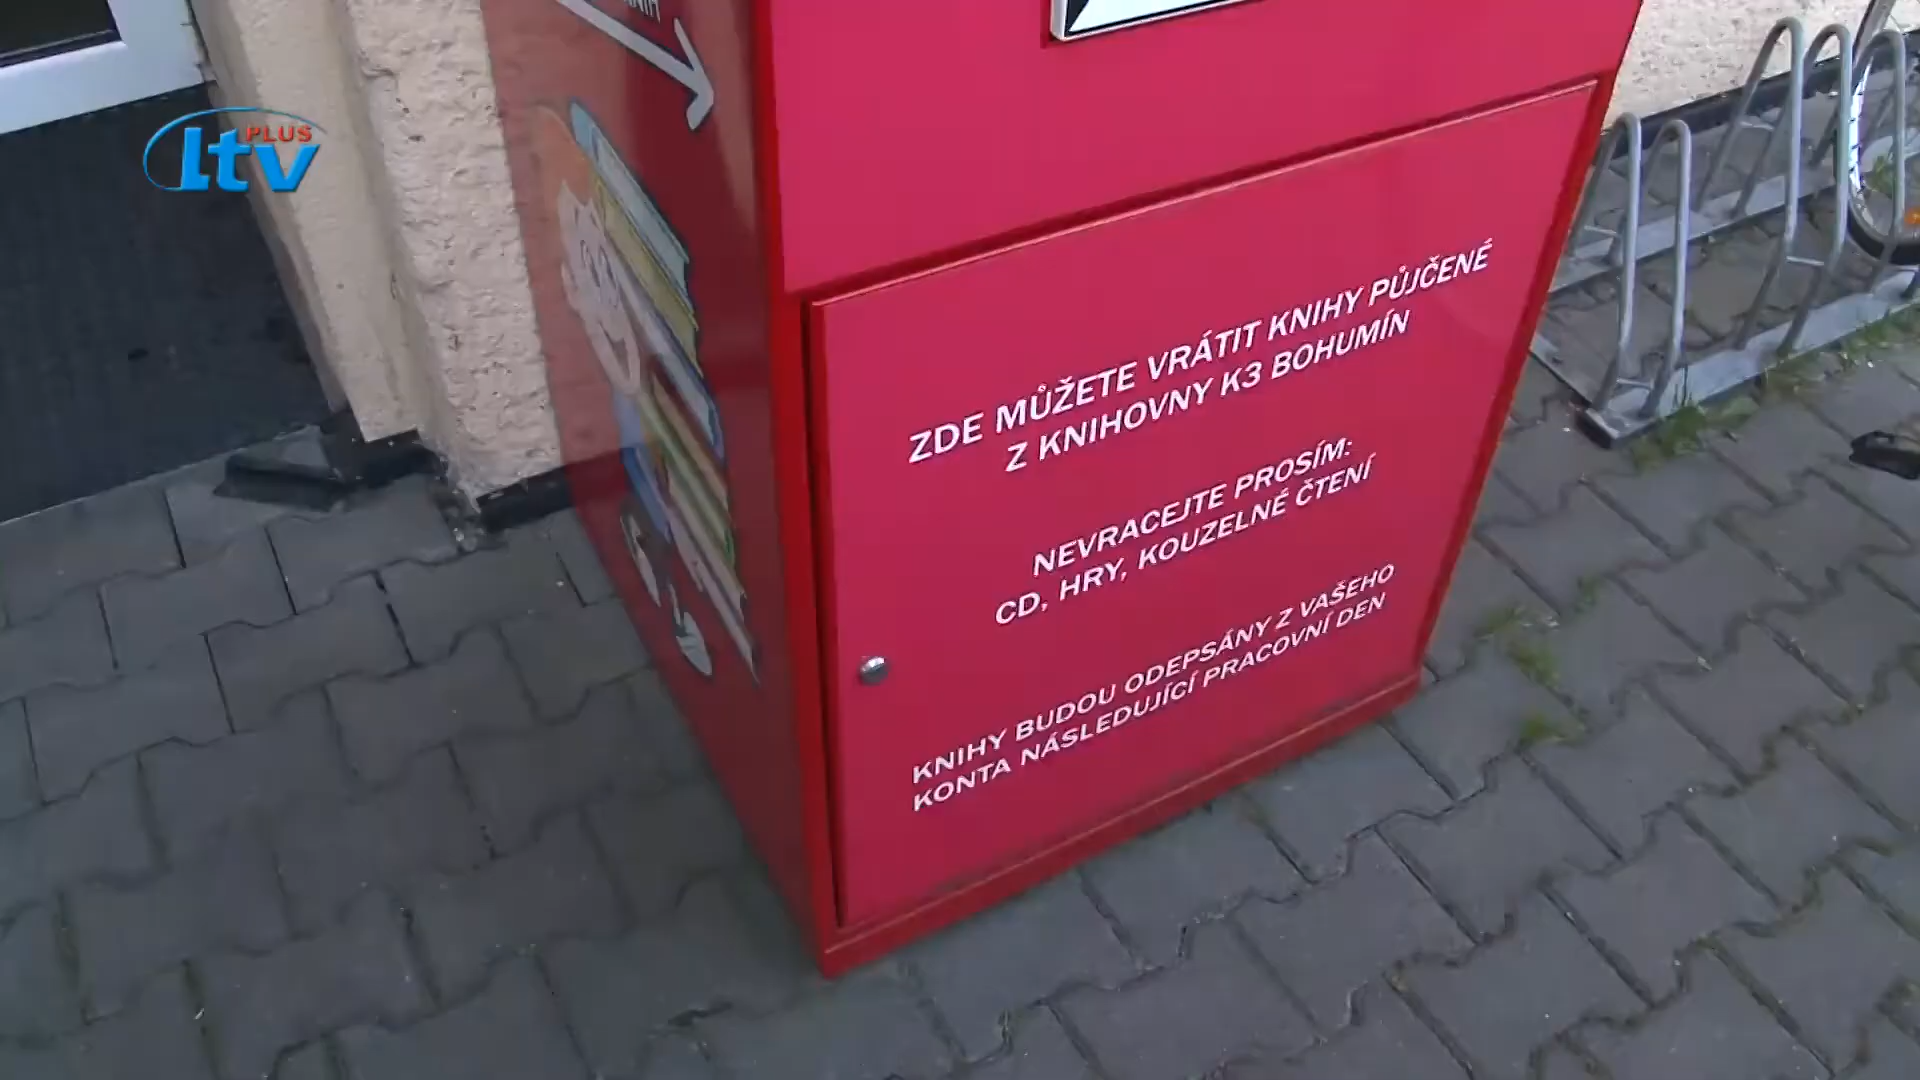 ltv PLUS
ZDE MŮŽETE VRÁTIT KNIHY PŮJČENÉ
Z KNIHOVNY K3 BOHUMÍN
NEVRACEJTE PROSÍM:
CD, HRY, KOUZELNÉ ČTENÍ
KNIHY BUDOU ODEPSÁNY Z VAŠEHO
KONTA NÁSLEDUJÍCÍ PRACOVNÍ DEN